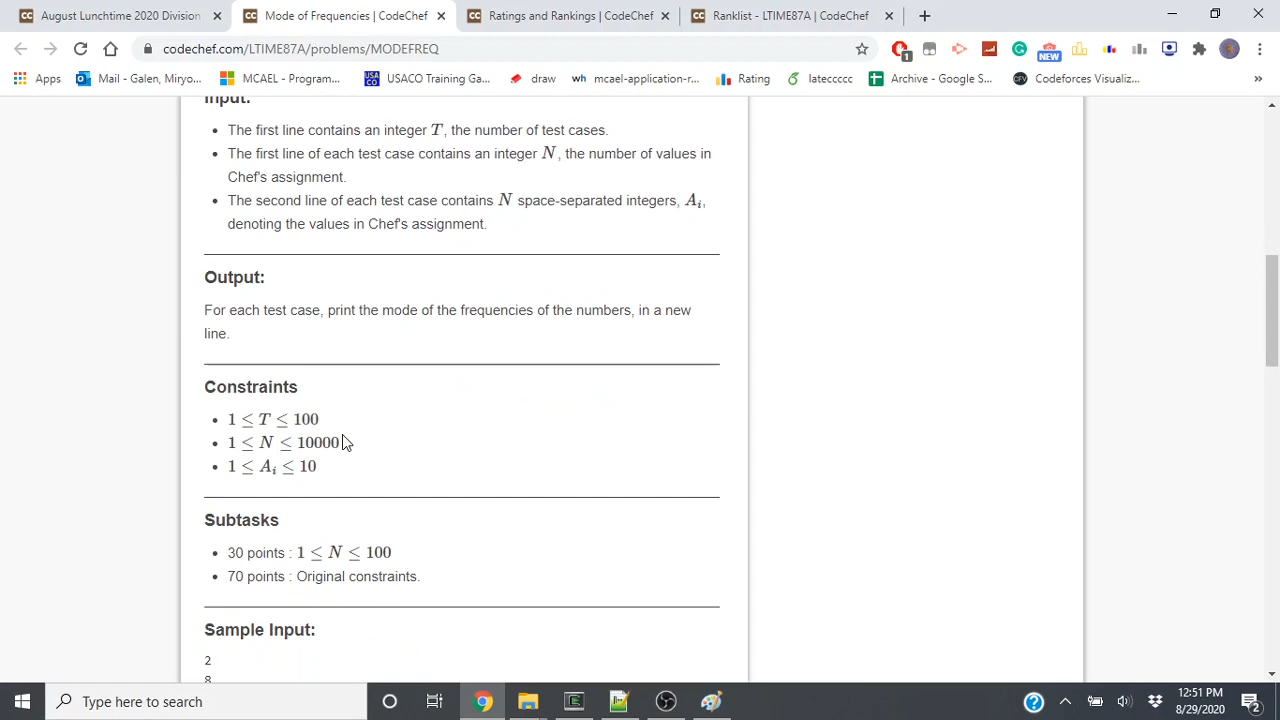 August Lunchtime 2020 Division
Mode of Frequencies | CodeChef
Ratings and Rankings | CodeChef
Ranklist - LTIME87A | CodeChef
codechef.com/LTIME87A/problems/MODEFREQ
1
NEW
Apps
Mail - Galen, Miryo...
MCAEL - Program...
USACO Training Ga...
draw
mcael-application-r...
Rating
lateccccc
Archive - Google S...
Codeforces Visualiz...
»
Input:
• The first line contains an integer T, the number of test cases.
• The first line of each test case contains an integer N, the number of values in
Chef's assignment.
• The second line of each test case contains N space-separated integers, Aᵢ,
denoting the values in Chef's assignment.
Output:
For each test case, print the mode of the frequencies of the numbers, in a new
line.
Constraints
• 1 ≤ T ≤ 100
• 1 ≤ N ≤ 10000
• 1 ≤ Aᵢ ≤ 10
Subtasks
• 30 points : 1 ≤ N ≤ 100
• 70 points : Original constraints.
Sample Input:
2
8
Type here to search
12:51 PM
8/29/2020
2